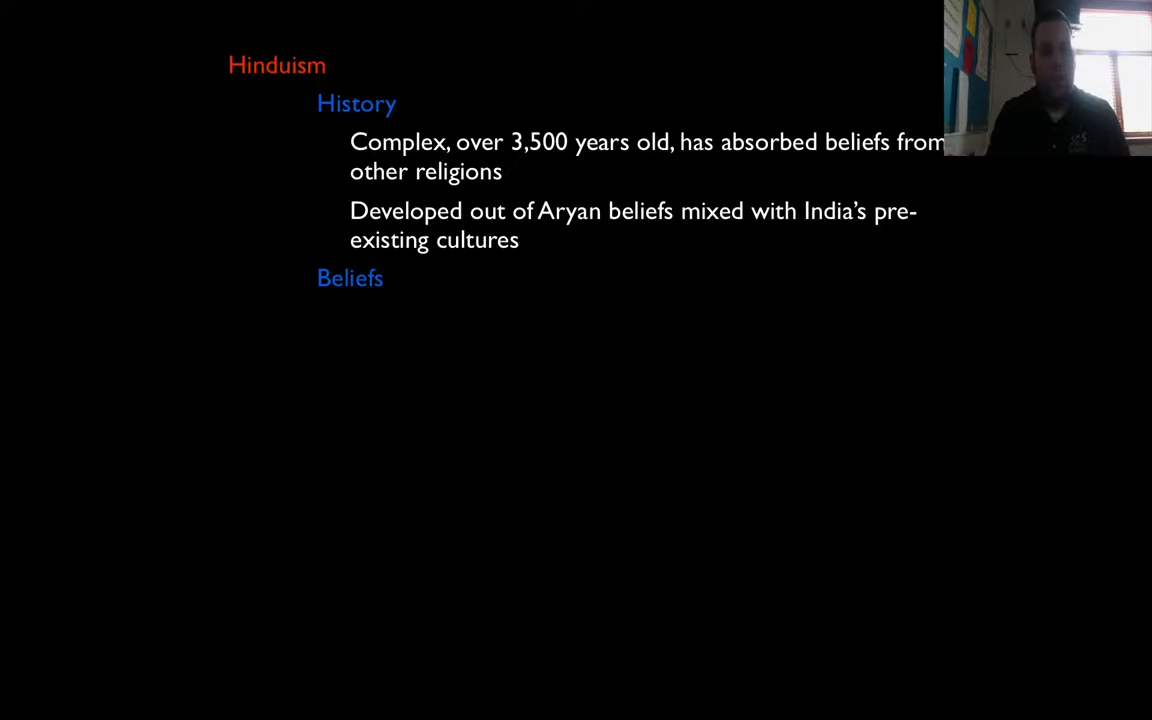 Hinduism
History
Complex, over 3,500 years old, has absorbed beliefs from
other religions
Developed out of Aryan beliefs mixed with India’s pre-
existing cultures
Beliefs